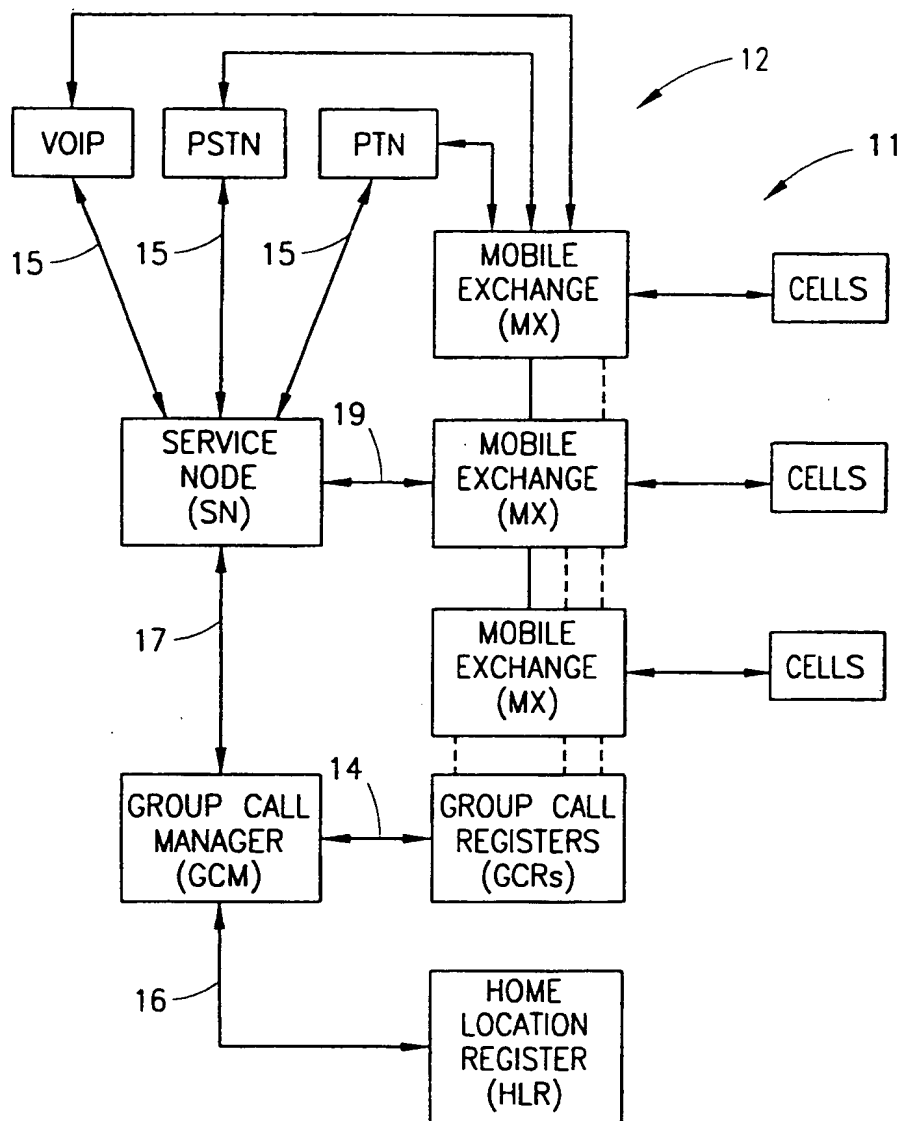 12
11
VOIP
PSTN
PTN
15
15
15
MOBILE
EXCHANGE
(MX)
CELLS
SERVICE
NODE
(SN)
19
MOBILE
EXCHANGE
(MX)
CELLS
17
MOBILE
EXCHANGE
(MX)
CELLS
GROUP CALL
MANAGER
(GCM)
14
GROUP CALL
REGISTERS
(GCRs)
16
HOME
LOCATION
REGISTER
(HLR)